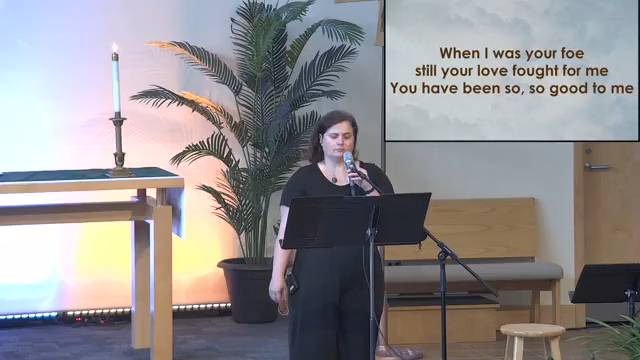 When I was your foe
still your love fought for me
You have been so, so good to me